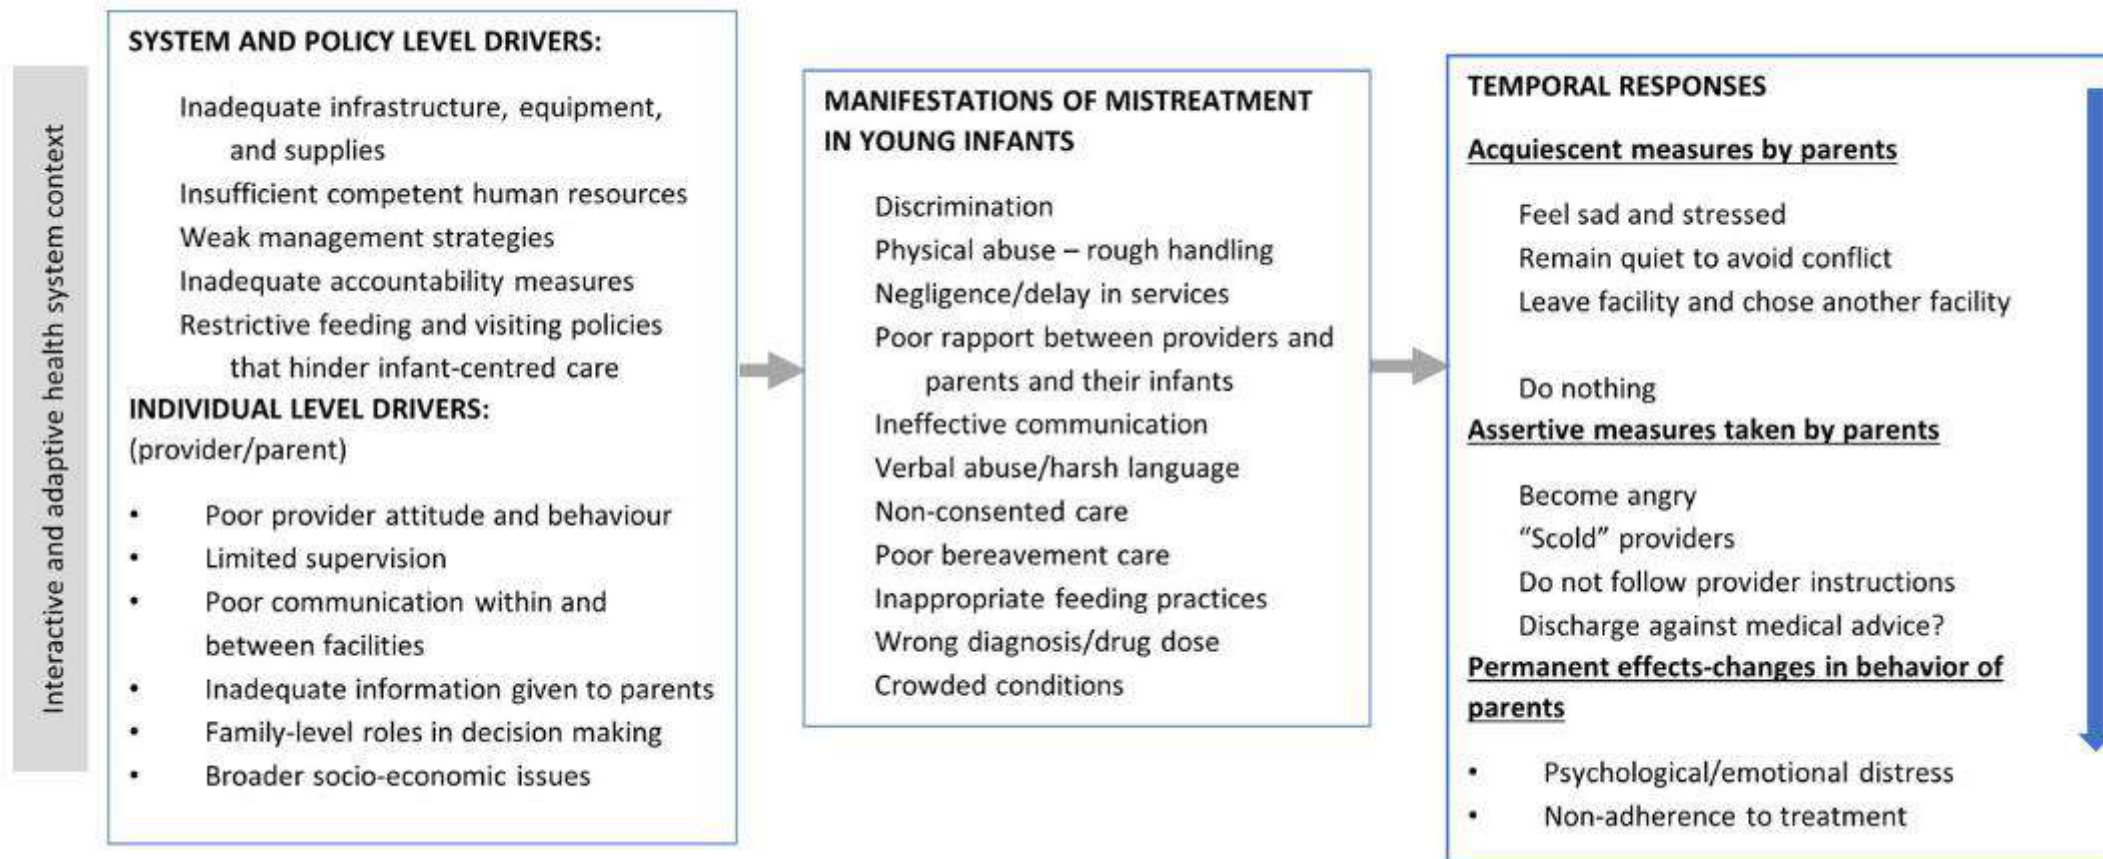 Interactive and adaptive health system context
SYSTEM AND POLICY LEVEL DRIVERS:
Inadequate infrastructure, equipment,
and supplies
Insufficient competent human resources
Weak management strategies
Inadequate accountability measures
Restrictive feeding and visiting policies
that hinder infant-centred care
INDIVIDUAL LEVEL DRIVERS:
(provider/parent)
• Poor provider attitude and behaviour
• Limited supervision
• Poor communication within and
between facilities
• Inadequate information given to parents
• Family-level roles in decision making
• Broader socio-economic issues
MANIFESTATIONS OF MISTREATMENT
IN YOUNG INFANTS
Discrimination
Physical abuse – rough handling
Negligence/delay in services
Poor rapport between providers and
parents and their infants
Ineffective communication
Verbal abuse/harsh language
Non-consented care
Poor bereavement care
Inappropriate feeding practices
Wrong diagnosis/drug dose
Crowded conditions
TEMPORAL RESPONSES
Acquiescent measures by parents
Feel sad and stressed
Remain quiet to avoid conflict
Leave facility and chose another facility
Do nothing
Assertive measures taken by parents
Become angry
“Scold” providers
Do not follow provider instructions
Discharge against medical advice?
Permanent effects-changes in behavior of
parents
• Psychological/emotional distress
• Non-adherence to treatment